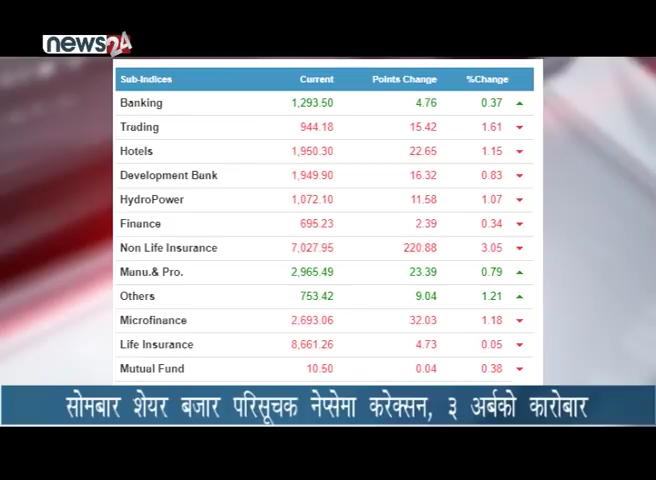 news24
Sub-Indices Current Points Change %Change
Banking 1,293.50 4.76 0.37
Trading 944.18 15.42 1.61
Hotels 1,950.30 22.65 1.15
Development Bank 1,949.90 16.32 0.83
HydroPower 1,072.10 11.58 1.07
Finance 695.23 2.39 0.34
Non Life Insurance 7,027.95 220.88 3.05
Manu.& Pro. 2,965.49 23.39 0.79
Others 753.42 9.04 1.21
Microfinance 2,693.06 32.03 1.18
Life Insurance 8,661.26 4.73 0.05
Mutual Fund 10.50 0.04 0.38
सोमबार शेयर बजार परिसूचक नेप्सेमा करेक्सन, ३ अर्बको कारोबार